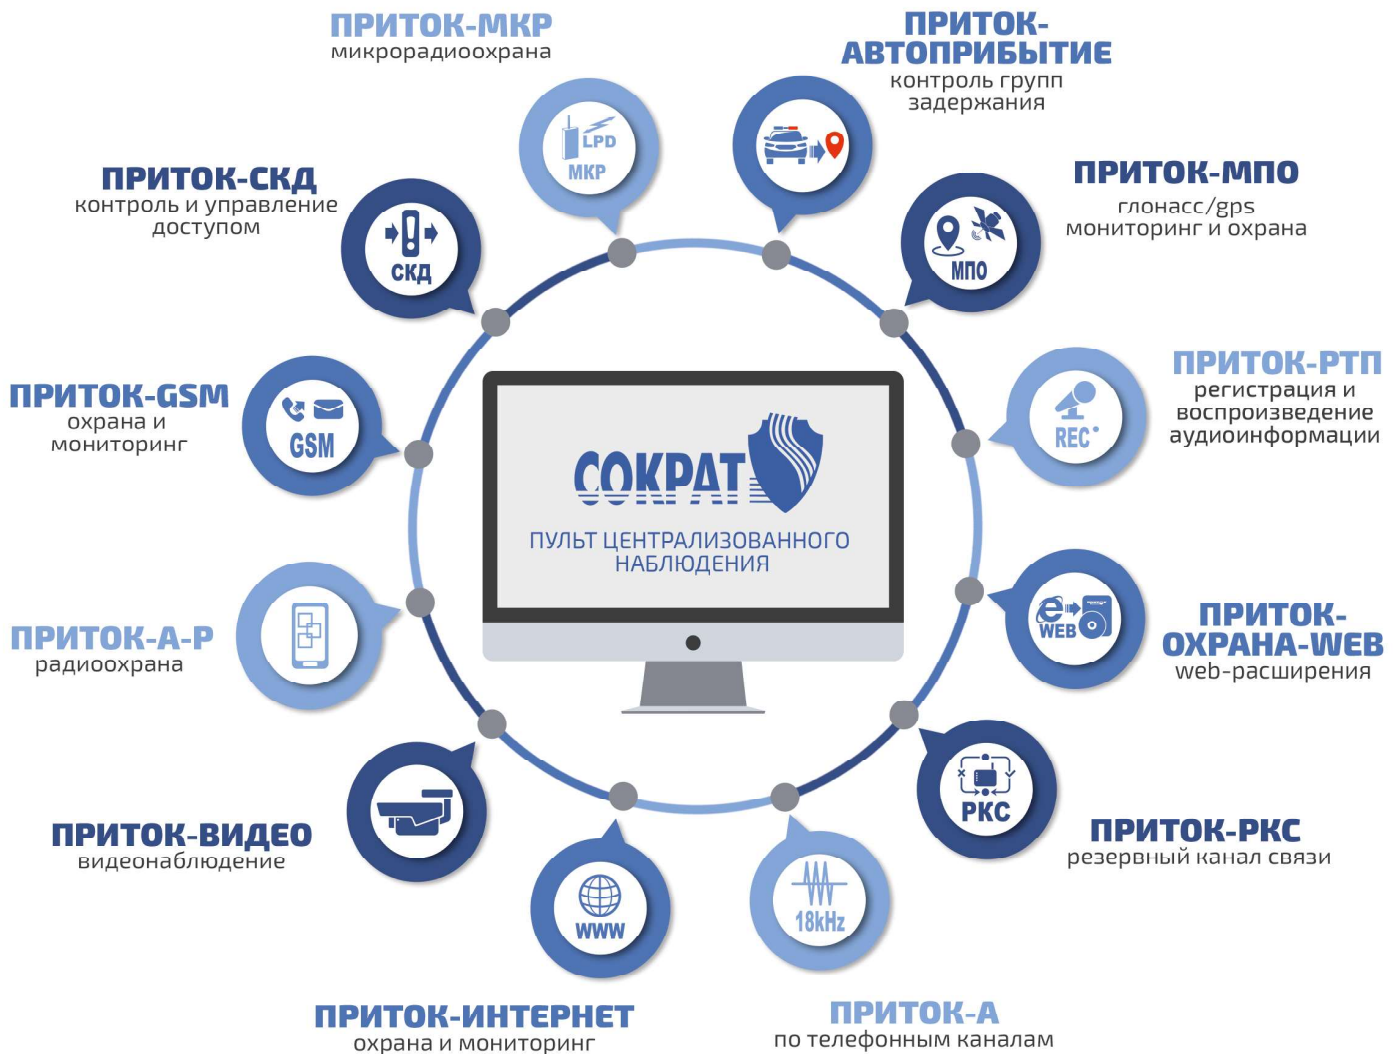 ПРИТОК-МКР
микрорадиоохрана
LPD
МКР
ПРИТОК-
АВТОПРИБЫТИЕ
контроль групп
задержания
ПРИТОК-МПО
глонасс/gps
мониторинг и охрана
МПО
ПРИТОК-РТП
регистрация и
воспроизведение
аудиоинформации
REC
ПРИТОК-
ОХРАНА-WEB
web-расширения
WEB
ПРИТОК-РКС
резервный канал связи
РКС
ПРИТОК-А
по телефонным каналам
18kHz
ПРИТОК-ИНТЕРНЕТ
охрана и мониторинг
WWW
ПРИТОК-ВИДЕО
видеонаблюдение
ПРИТОК-А-Р
радиоохрана
ПРИТОК-GSM
охрана и
мониторинг
GSM
ПРИТОК-СКД
контроль и управление
доступом
СКД
СОКРАТ
ПУЛЬТ ЦЕНТРАЛИЗОВАННОГО
НАБЛЮДЕНИЯ